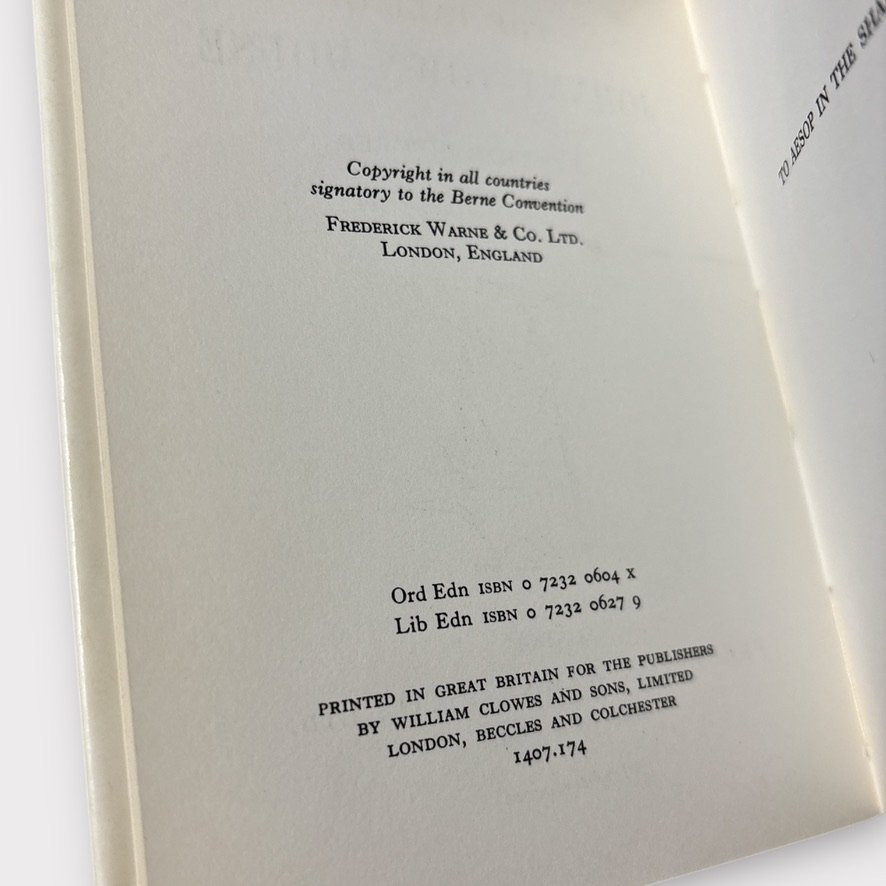 Copyright in all countries
signatory to the Berne Convention
FREDERICK WARNE & CO. LTD.
LONDON, ENGLAND
Ord Edn ISBN 0 7232 0604 X
Lib Edn ISBN 0 7232 0627 9
PRINTED IN GREAT BRITAIN FOR THE PUBLISHERS
BY WILLIAM CLOWES AND SONS, LIMITED
LONDON, BECCLES AND COLCHESTER
1407.174
TO AESOP IN THE